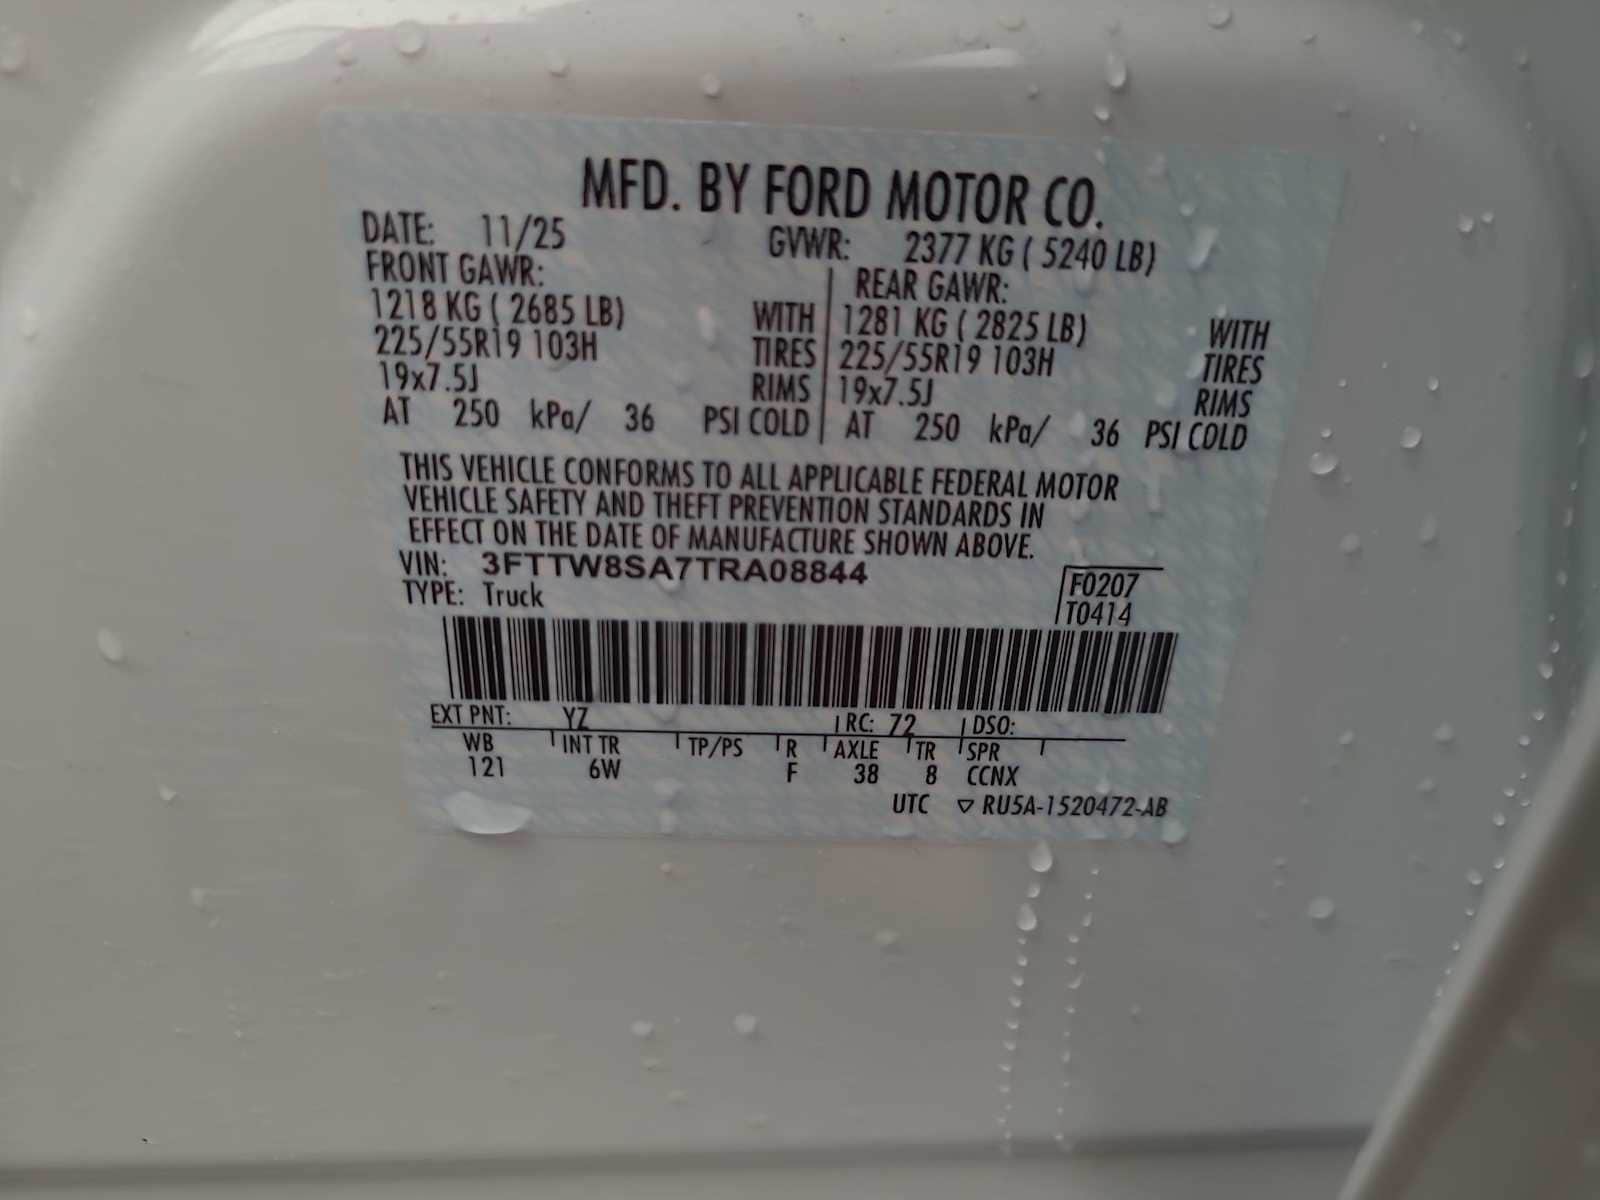 MFD. BY FORD MOTOR CO.
DATE: 11/25 GVWR: 2377 KG ( 5240 LB)
FRONT GAWR: REAR GAWR:
1218 KG ( 2685 LB) WITH 1281 KG ( 2825 LB) WITH
225/55R19 103H TIRES 225/55R19 103H TIRES
19x7.5J RIMS 19x7.5J RIMS
AT 250 kPa/ 36 PSI COLD AT 250 kPa/ 36 PSI COLD
THIS VEHICLE CONFORMS TO ALL APPLICABLE FEDERAL MOTOR
VEHICLE SAFETY AND THEFT PREVENTION STANDARDS IN
EFFECT ON THE DATE OF MANUFACTURE SHOWN ABOVE.
VIN: 3FTTW8SA7TRA08844
F0207
TYPE: Truck T0414
EXT PNT: YZ RC: 72 DSO:
WB INT TR TP/PS R AXLE TR SPR
121 6W F 38 8 CCNX
UTC ▽ RU5A-1520472-AB